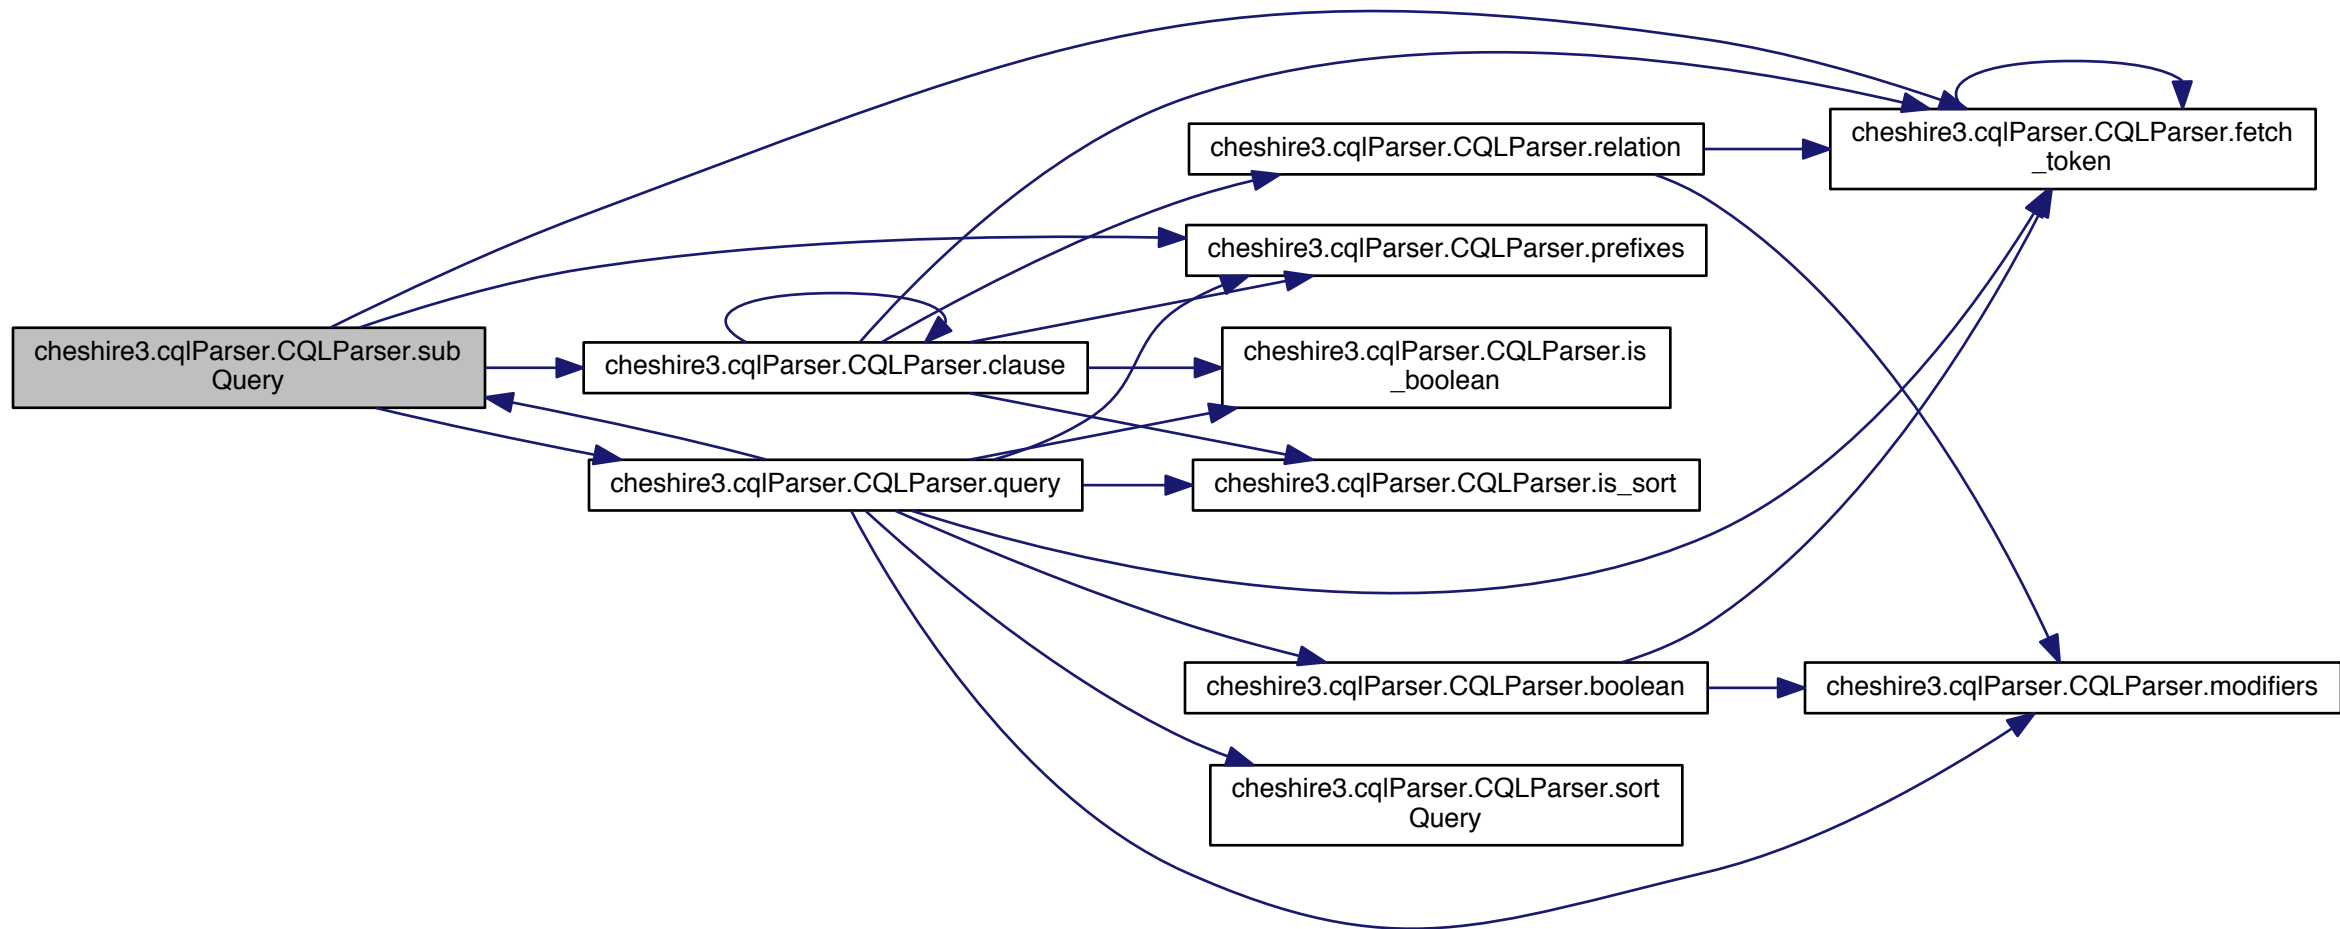 cheshire3.cqlParser.CQLParser.sub
Query
cheshire3.cqlParser.CQLParser.clause
cheshire3.cqlParser.CQLParser.query
cheshire3.cqlParser.CQLParser.relation
cheshire3.cqlParser.CQLParser.prefixes
cheshire3.cqlParser.CQLParser.is
_boolean
cheshire3.cqlParser.CQLParser.is_sort
cheshire3.cqlParser.CQLParser.boolean
cheshire3.cqlParser.CQLParser.sort
Query
cheshire3.cqlParser.CQLParser.fetch
_token
cheshire3.cqlParser.CQLParser.modifiers